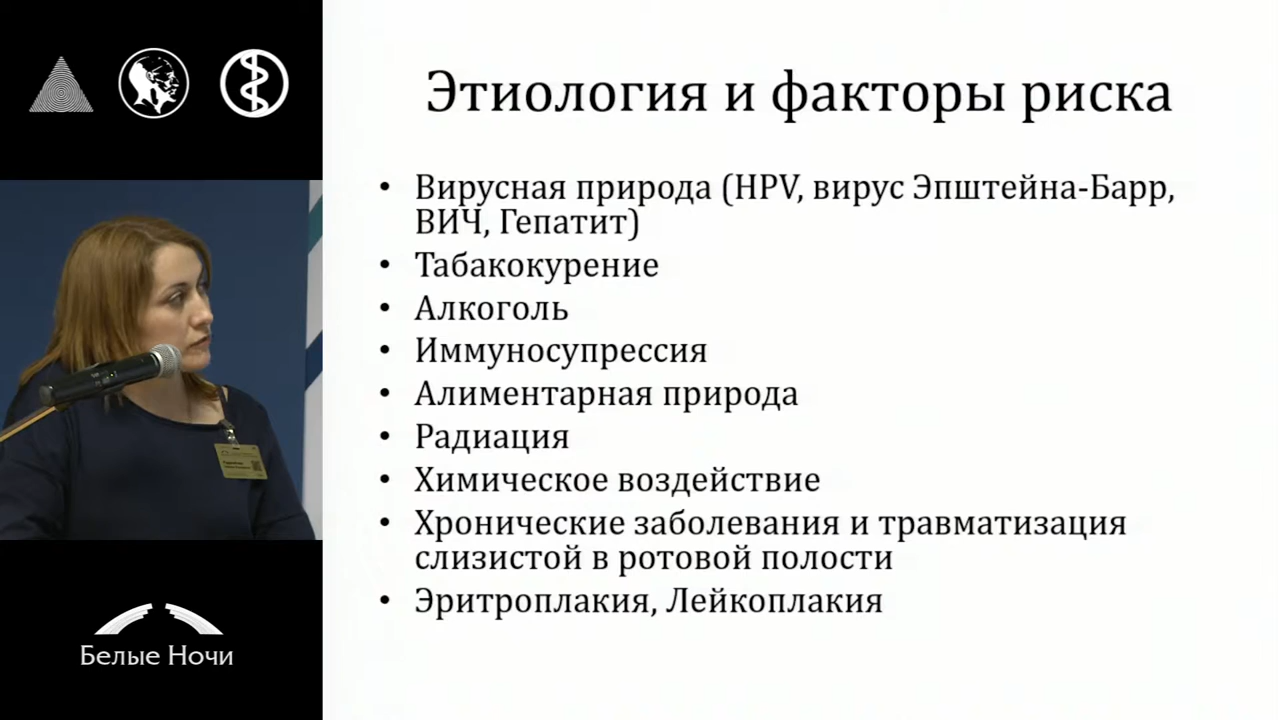 Этиология и факторы риска
• Вирусная природа (HPV, вирус Эпштейна-Барр,
ВИЧ, Гепатит)
• Табакокурение
• Алкоголь
• Иммуносупрессия
• Алиментарная природа
• Радиация
• Химическое воздействие
• Хронические заболевания и травматизация
слизистой в ротовой полости
• Эритроплакия, Лейкоплакия
Белые Ночи